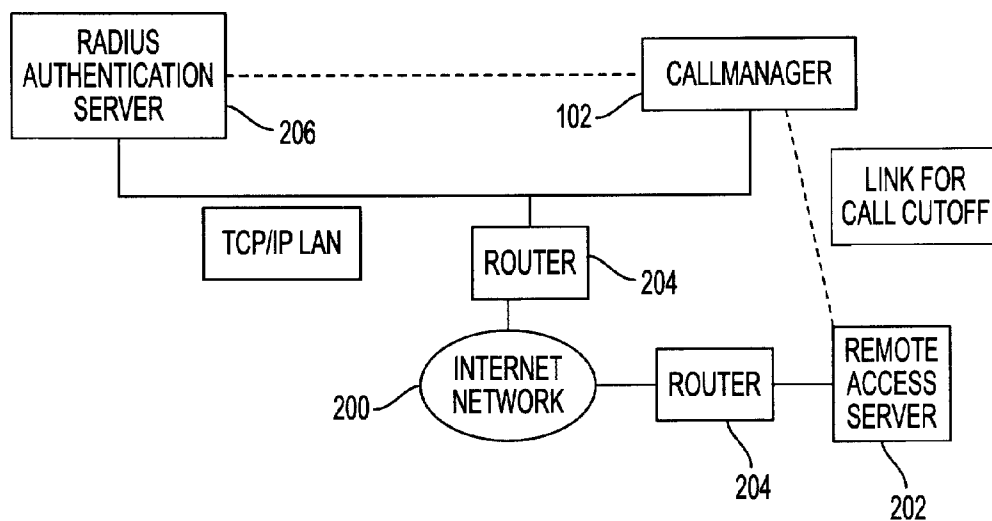 RADIUS
AUTHENTICATION
SERVER
206
CALLMANAGER
102
LINK FOR
CALL CUTOFF
TCP/IP LAN
ROUTER
204
INTERNET
NETWORK
200
ROUTER
204
REMOTE
ACCESS
SERVER
202